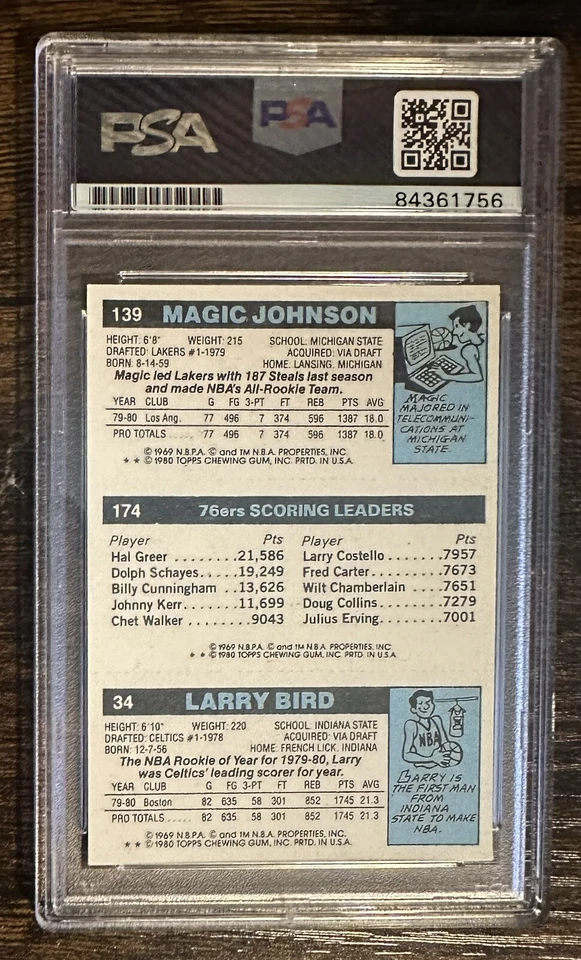 PSA
PSA
84361756
139 MAGIC JOHNSON
HEIGHT: 6'8" WEIGHT: 215 SCHOOL: MICHIGAN STATE
DRAFTED: LAKERS #1-1979 ACQUIRED: VIA DRAFT
BORN: 8-14-59 HOME: LANSING, MICHIGAN
Magic led Lakers with 187 Steals last season
and made NBA's All-Rookie Team.
YEAR CLUB G FG 3-PT FT REB PTS AVG
79-80 Los Ang. 77 496 7 374 596 1387 18.0
PRO TOTALS ..... 77 496 7 374 596 1387 18.0
© 1969 N.B.P.A. © and TM N.B.A. PROPERTIES, INC.
★ ★ © 1980 TOPPS CHEWING GUM, INC. PRTD. IN U.S.A.
MAGIC
MAJORED IN
TELECOMMUNI-
CATIONS AT
MICHIGAN
STATE.
174 76ers SCORING LEADERS
Player Pts Player Pts
Hal Greer ........21,586 Larry Costello .......7957
Dolph Schayes.....19,249 Fred Carter..........7673
Billy Cunningham ..13,626 Wilt Chamberlain ....7651
Johnny Kerr.......11,699 Doug Collins........7279
Chet Walker ........9043 Julius Erving........7001
© 1969 N.B.P.A. © and TM N.B.A. PROPERTIES, INC
★ ★ © 1980 TOPPS CHEWING GUM, INC. PRTD. IN U.S.A.
34 LARRY BIRD
HEIGHT: 6'10" WEIGHT: 220 SCHOOL: INDIANA STATE
DRAFTED: CELTICS #1-1978 ACQUIRED: VIA DRAFT
BORN: 12-7-56 HOME: FRENCH LICK, INDIANA
The NBA Rookie of Year for 1979-80, Larry
was Celtics' leading scorer for year.
YEAR CLUB G FG 3-PT FT REB PTS AVG
79-80 Boston 82 635 58 301 852 1745 21.3
PRO TOTALS ..... 82 635 58 301 852 1745 21.3
© 1969 N.B.P.A. © and TM N.B.A. PROPERTIES, INC.
★ ★ © 1980 TOPPS CHEWING GUM, INC. PRTD. IN U.S.A.
NBA
LARRY IS
THE FIRST MAN
FROM
INDIANA
STATE TO MAKE
NBA.